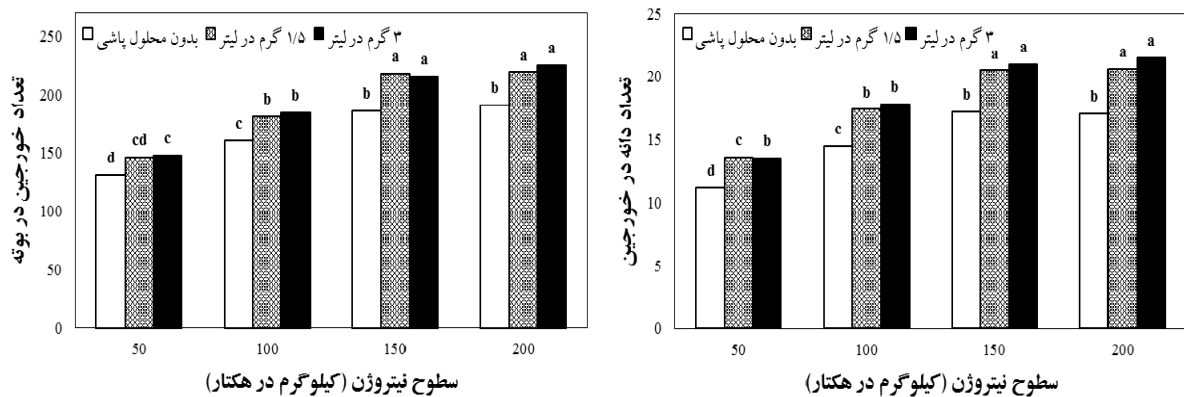 تعداد خورجین در بوته
250
200
150
100
50
0
بدون محلول پاشی ۱/۵ گرم در لیتر ۳ گرم در لیتر
d cd c
c b b
b a a
b a a
50 100 150 200
سطوح نیتروژن (کیلوگرم در هکتار)
تعداد دانه در خورجین
25
20
15
10
5
0
بدون محلول پاشی ۱/۵ گرم در لیتر ۳ گرم در لیتر
d c b
c b b
b a a
b a a
50 100 150 200
سطوح نیتروژن (کیلوگرم در هکتار)